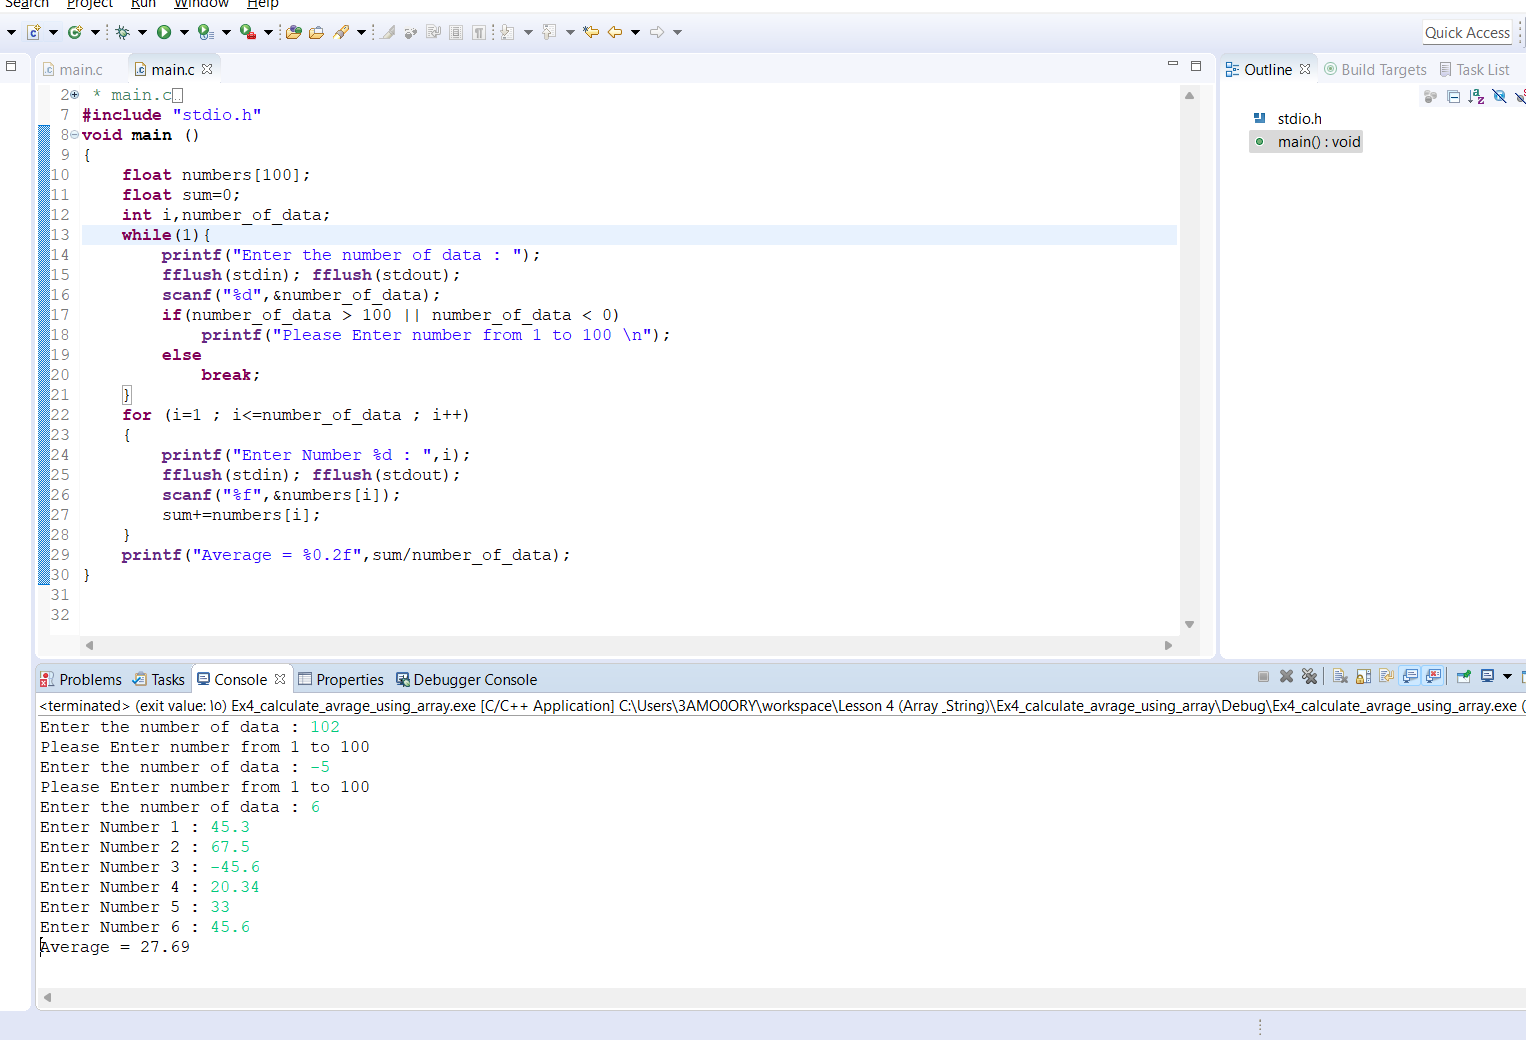 Search Project Run Window Help
Quick Access
main.c main.c
Outline Build Targets Task List
2 * main.c
7 #include "stdio.h"
8 void main ()
9 {
10 float numbers[100];
11 float sum=0;
12 int i,number_of_data;
13 while(1){
14 printf("Enter the number of data : ");
15 fflush(stdin); fflush(stdout);
16 scanf("%d",&number_of_data);
17 if(number_of_data > 100 || number_of_data < 0)
18 printf("Please Enter number from 1 to 100 \n");
19 else
20 break;
21 }
22 for (i=1 ; i<=number_of_data ; i++)
23 {
24 printf("Enter Number %d : ",i);
25 fflush(stdin); fflush(stdout);
26 scanf("%f",&numbers[i]);
27 sum+=numbers[i];
28 }
29 printf("Average = %0.2f",sum/number_of_data);
30 }
31
32
stdio.h
main() : void
Problems Tasks Console Properties Debugger Console
<terminated> (exit value: ١٥) Ex4_calculate_avrage_using_array.exe [C/C++ Application] C:\Users\3AMO0ORY\workspace\Lesson 4 (Array _String)\Ex4_calculate_avrage_using_array\Debug\Ex4_calculate_avrage_using_array.exe (
Enter the number of data : 102
Please Enter number from 1 to 100
Enter the number of data : -5
Please Enter number from 1 to 100
Enter the number of data : 6
Enter Number 1 : 45.3
Enter Number 2 : 67.5
Enter Number 3 : -45.6
Enter Number 4 : 20.34
Enter Number 5 : 33
Enter Number 6 : 45.6
Average = 27.69